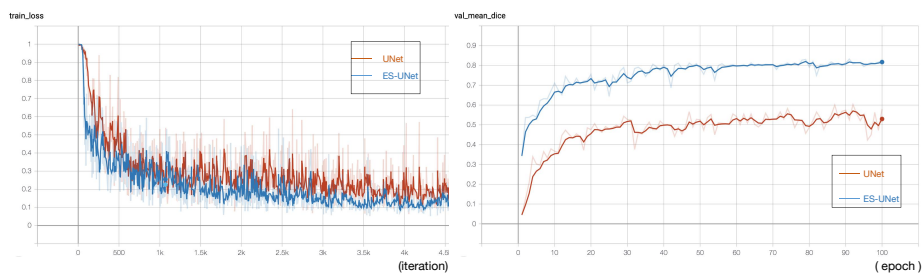 train_loss
1
0.9
0.8
0.7
0.6
0.5
0.4
0.3
0.2
0.1
0
0 500 1k 1.5k 2k 2.5k 3k 3.5k 4k 4.5
(iteration)
UNet
ES-UNet
val_mean_dice
0.9
0.8
0.7
0.6
0.5
0.4
0.3
0.2
0.1
0
0 10 20 30 40 50 60 70 80 90 100
( epoch )
UNet
ES-UNet